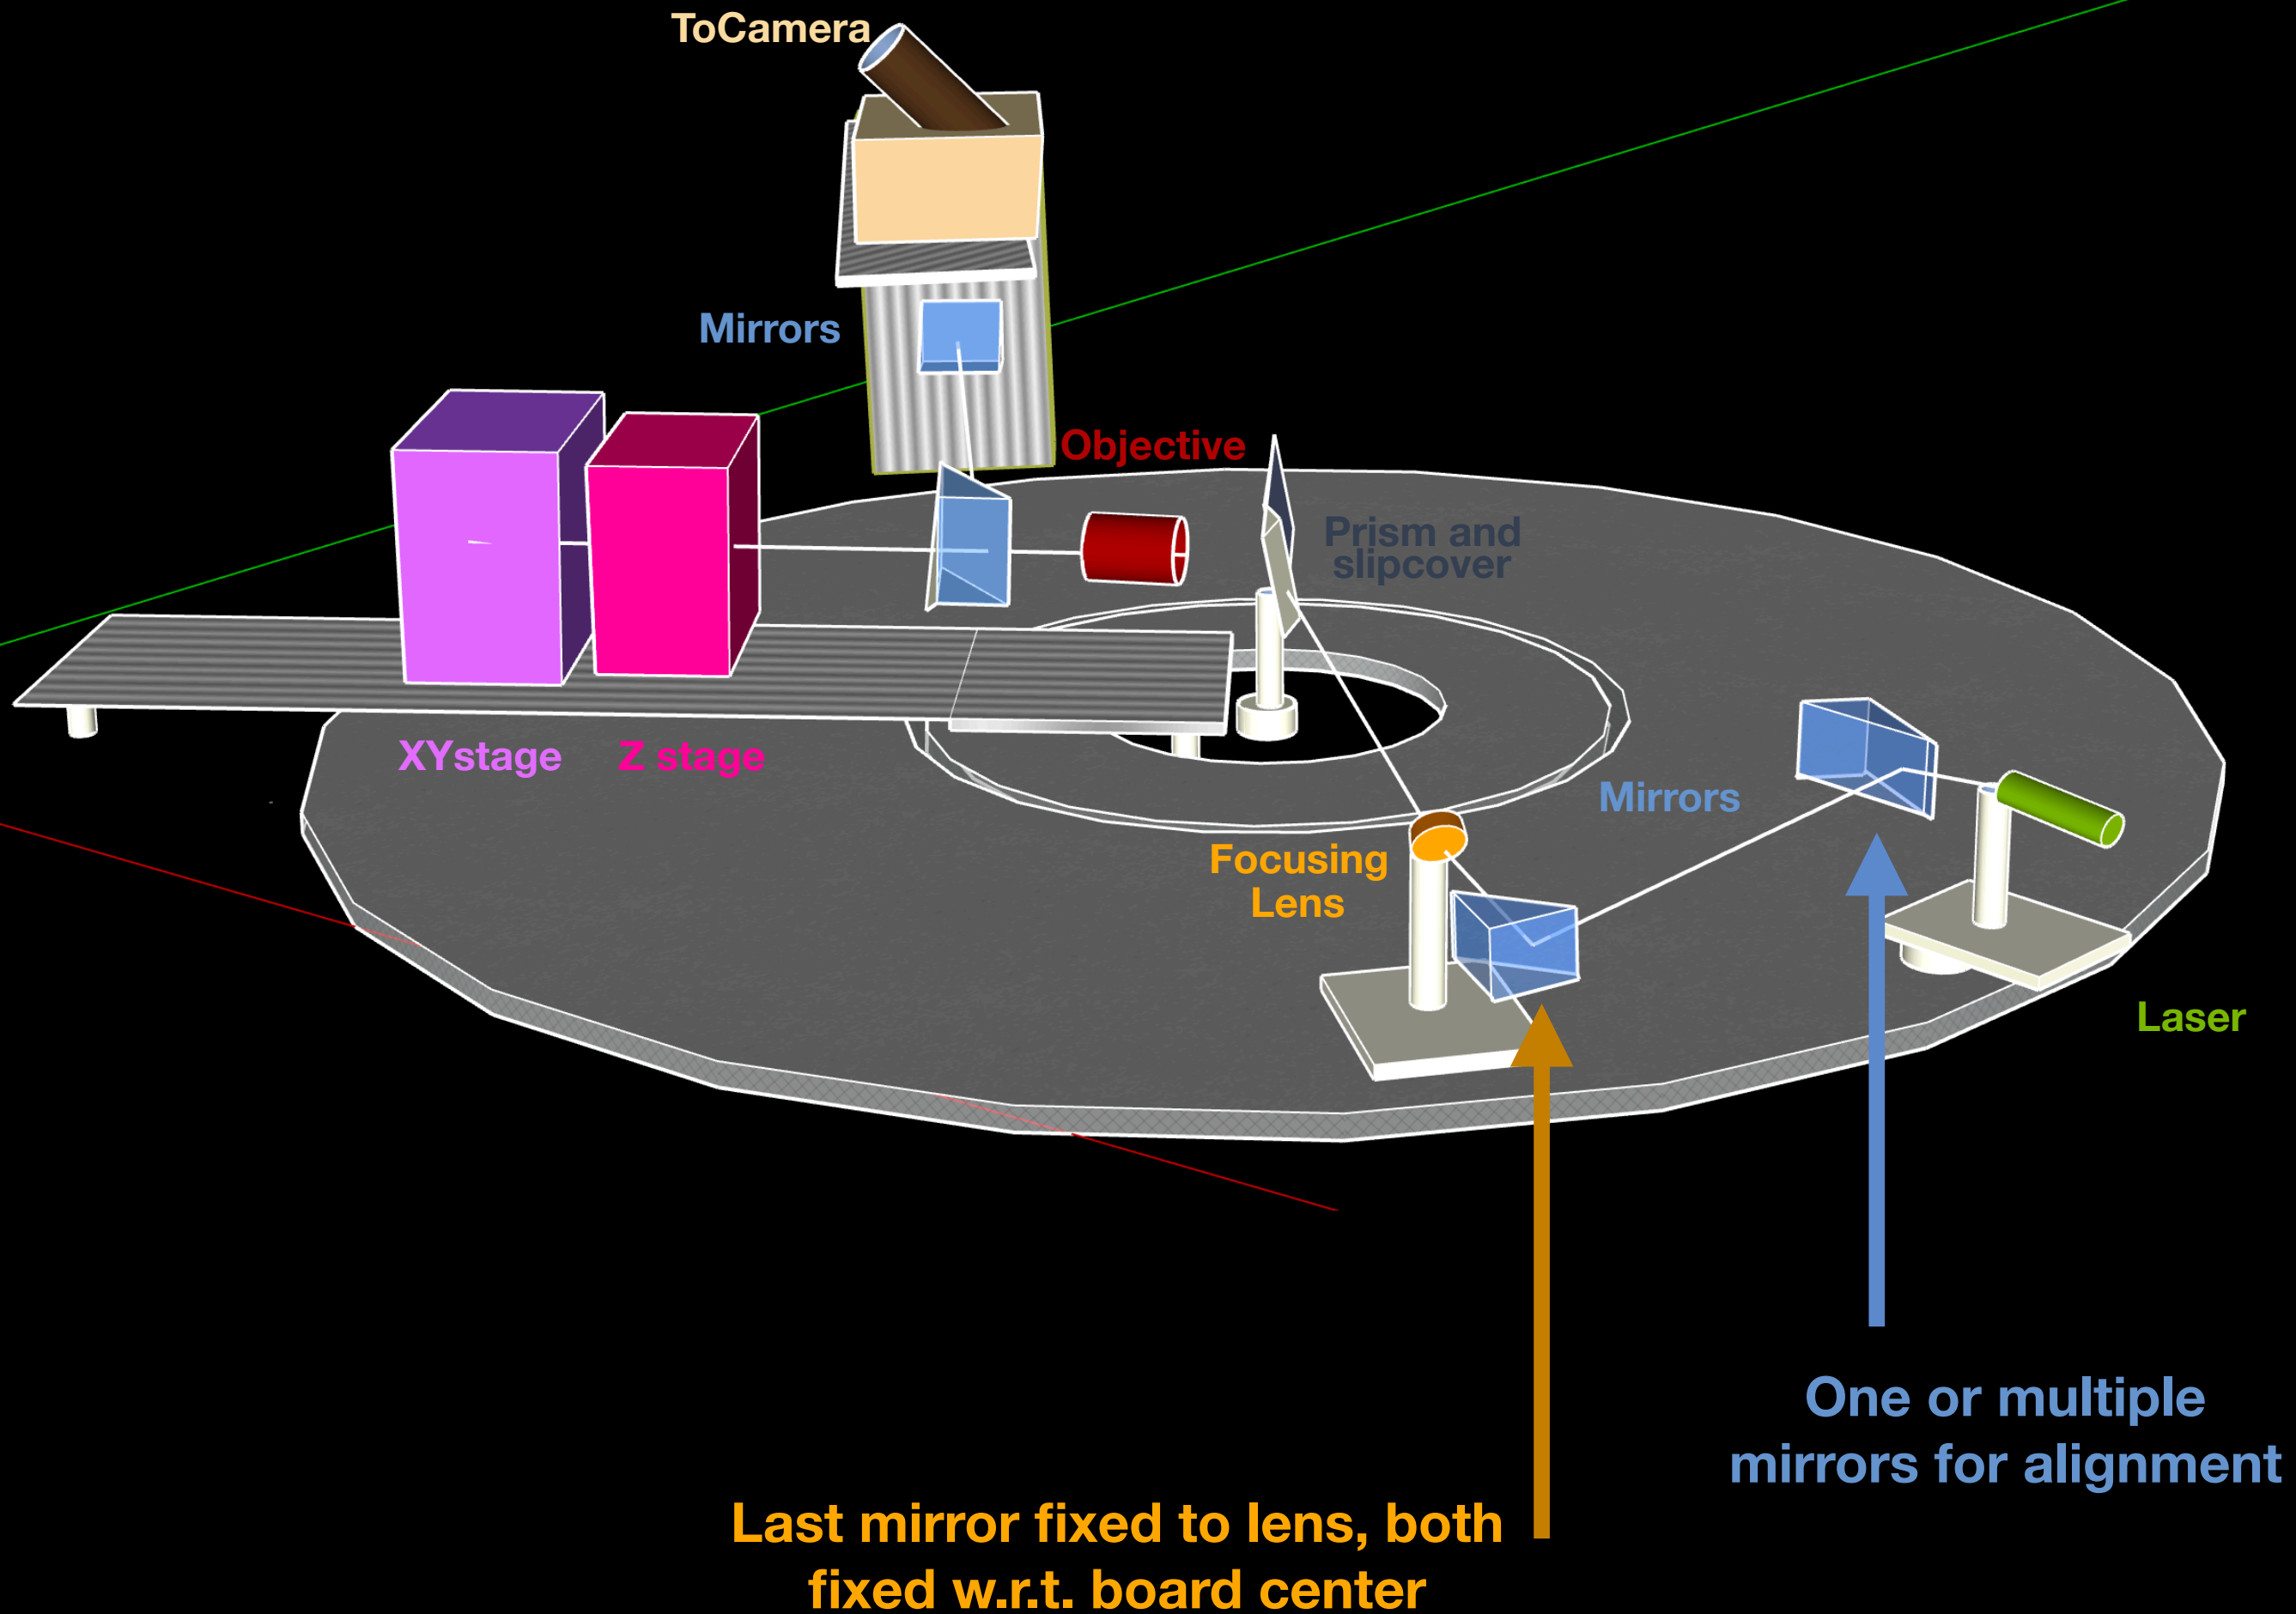 ToCamera
Mirrors
Objective
Prism and
slipcover
XYstage
Z stage
Mirrors
Focusing
Lens
Laser
One or multiple
mirrors for alignment
Last mirror fixed to lens, both
fixed w.r.t. board center